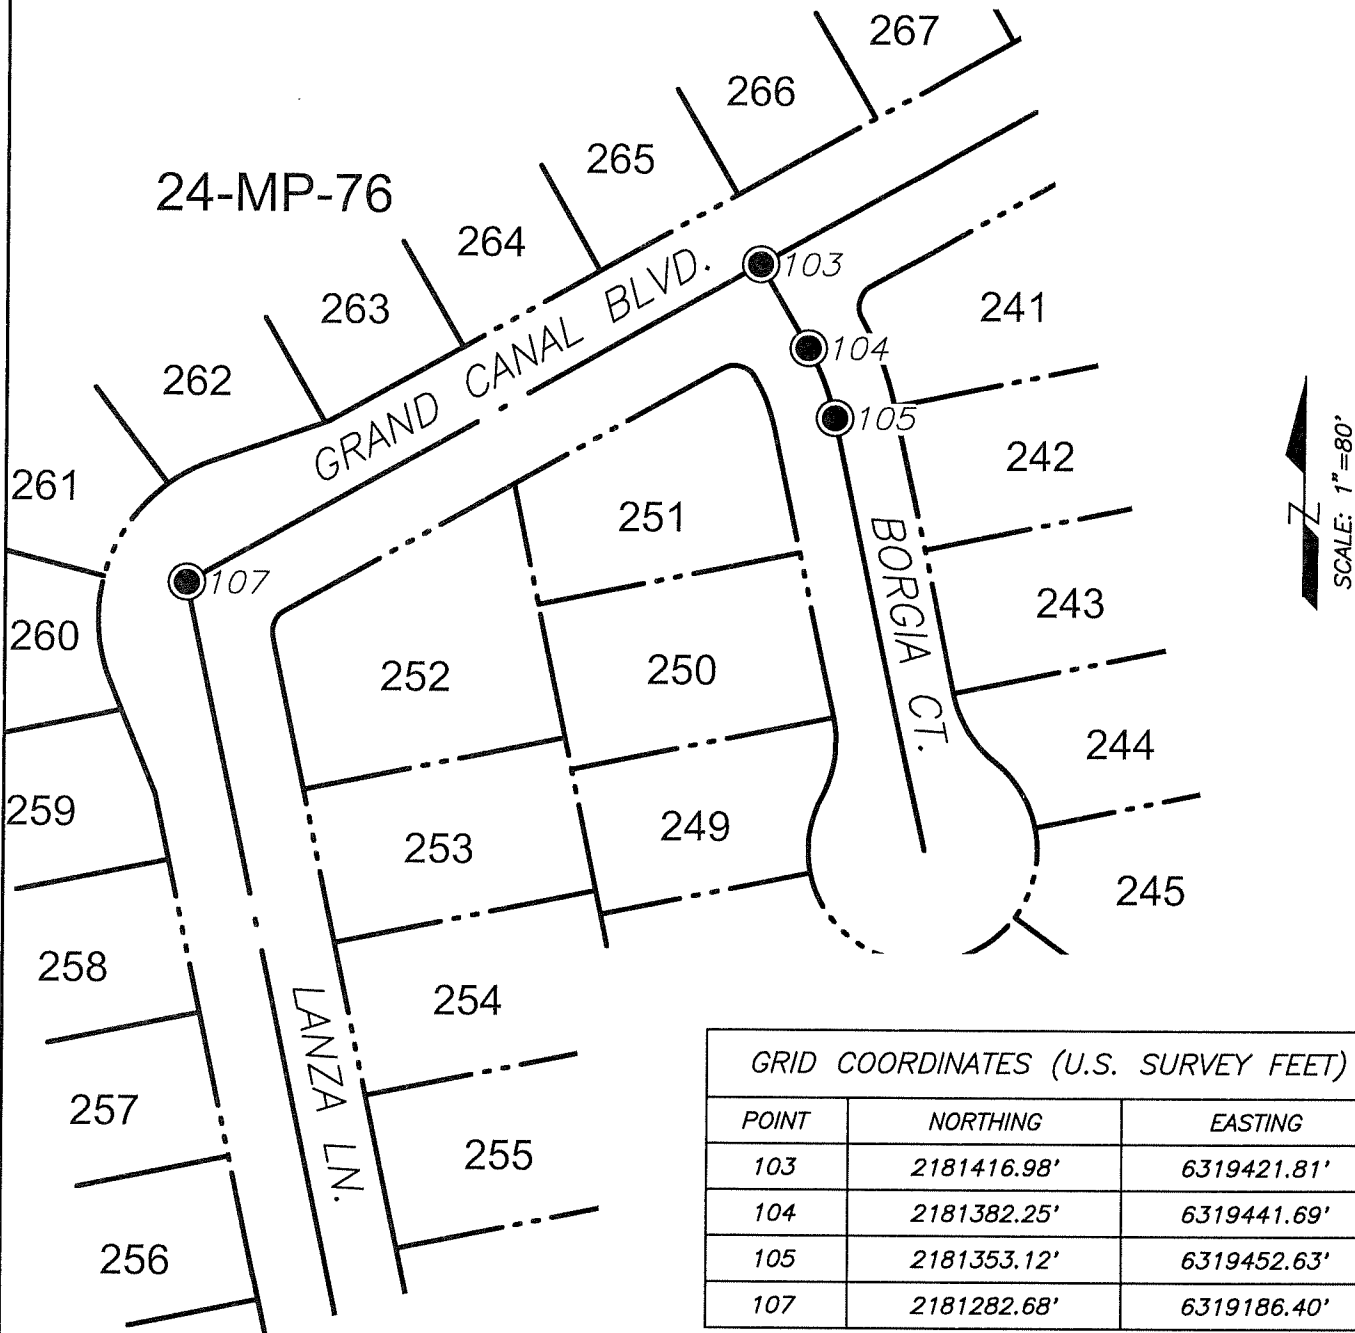 267
266
265
24-MP-76
264
103
263
241
104
262
GRAND CANAL BLVD.
105
242
261
251
107
243
260
BORGIA CT.
252
250
244
259
249
253
245
258
254
LANZA LN.
257
255
256
N
SCALE: 1"=80'
GRID COORDINATES (U.S. SURVEY FEET)
POINT NORTHING EASTING
103 2181416.98' 6319421.81'
104 2181382.25' 6319441.69'
105 2181353.12' 6319452.63'
107 2181282.68' 6319186.40'